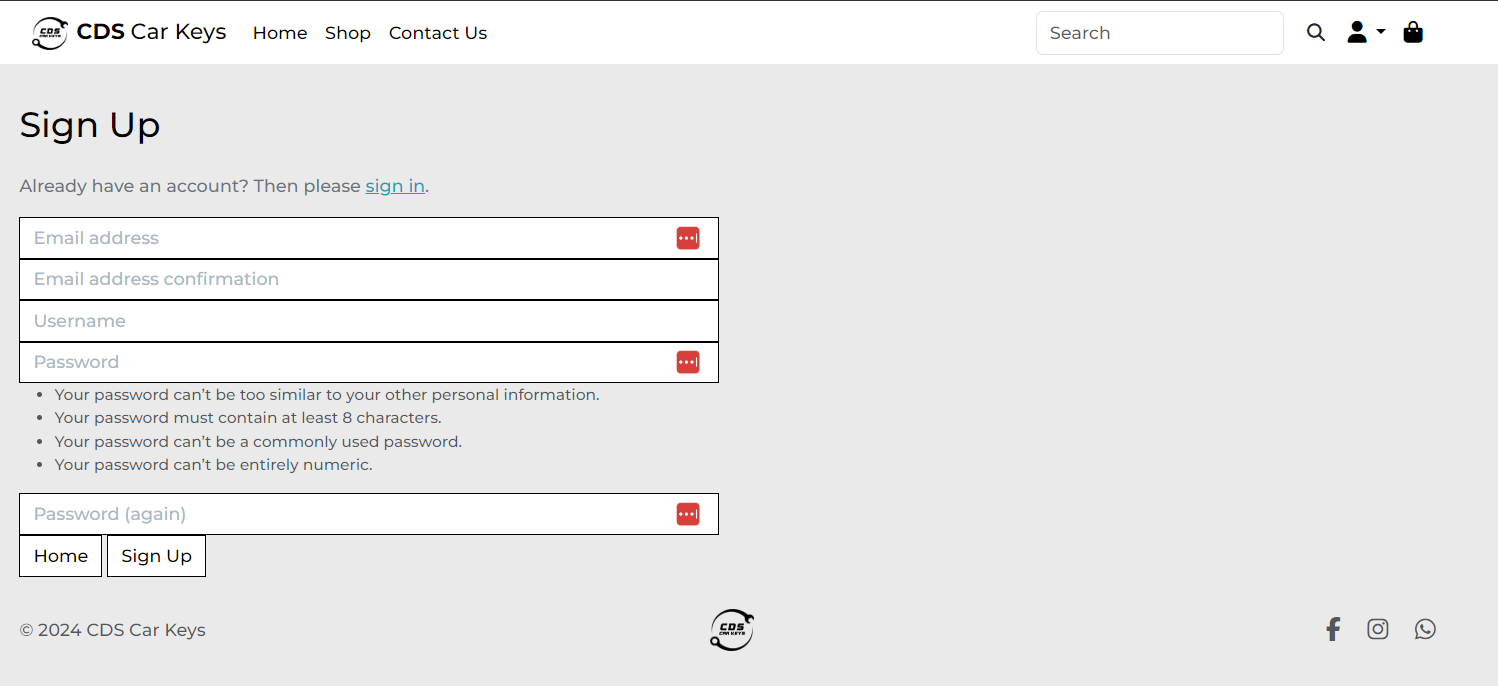 CDS CAR KEYS CDS Car Keys Home Shop Contact Us Search
Sign Up
Already have an account? Then please sign in.
Email address
Email address confirmation
Username
Password
• Your password can’t be too similar to your other personal information.
• Your password must contain at least 8 characters.
• Your password can’t be a commonly used password.
• Your password can’t be entirely numeric.
Password (again)
Home Sign Up
© 2024 CDS Car Keys CDS CAR KEYS